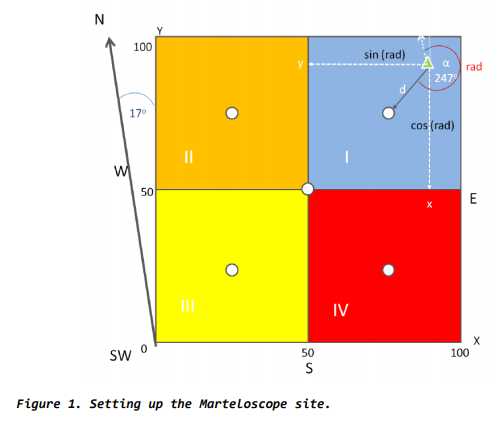 N
Y
100
sin (rad)
y
α
rad
247°
d
17°
cos (rad)
II
I
W
50
x
E
III
IV
0
X
SW
50
100
S
Figure 1. Setting up the Marteloscope site.